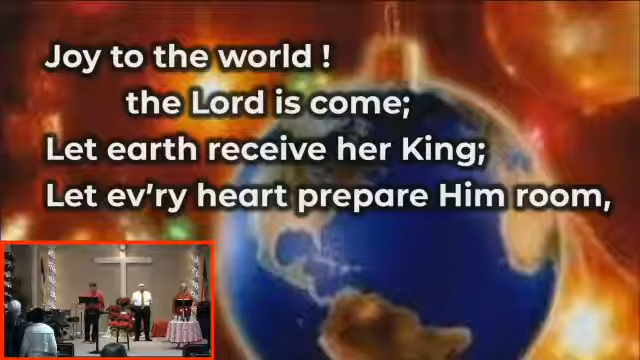 Joy to the world !
the Lord is come;
Let earth receive her King;
Let ev’ry heart prepare Him room,